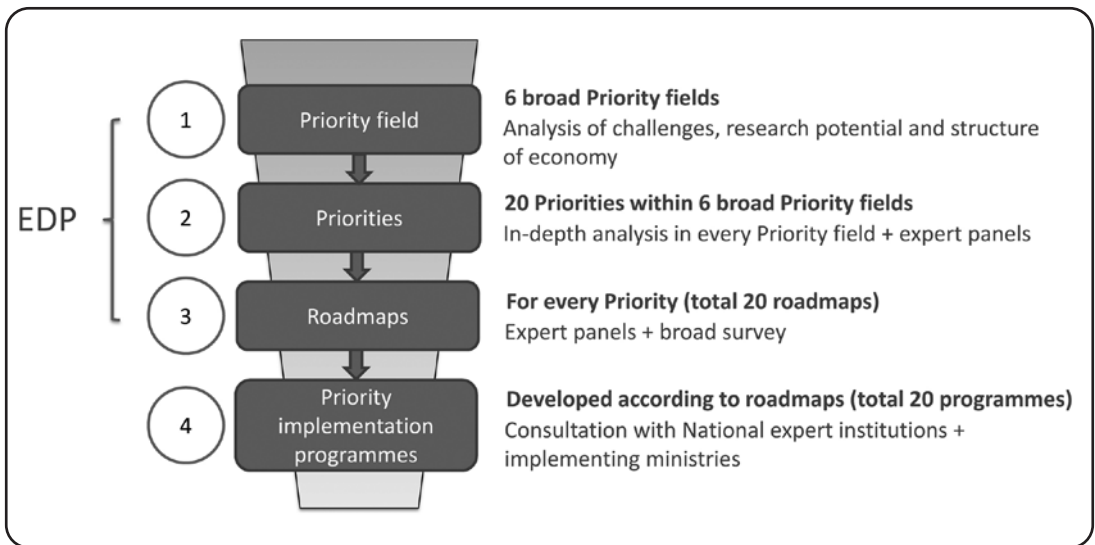 EDP
1
Priority field
6 broad Priority fields
Analysis of challenges, research potential and structure
of economy
2
Priorities
20 Priorities within 6 broad Priority fields
In-depth analysis in every Priority field + expert panels
3
Roadmaps
For every Priority (total 20 roadmaps)
Expert panels + broad survey
4
Priority
implementation
programmes
Developed according to roadmaps (total 20 programmes)
Consultation with National expert institutions +
implementing ministries